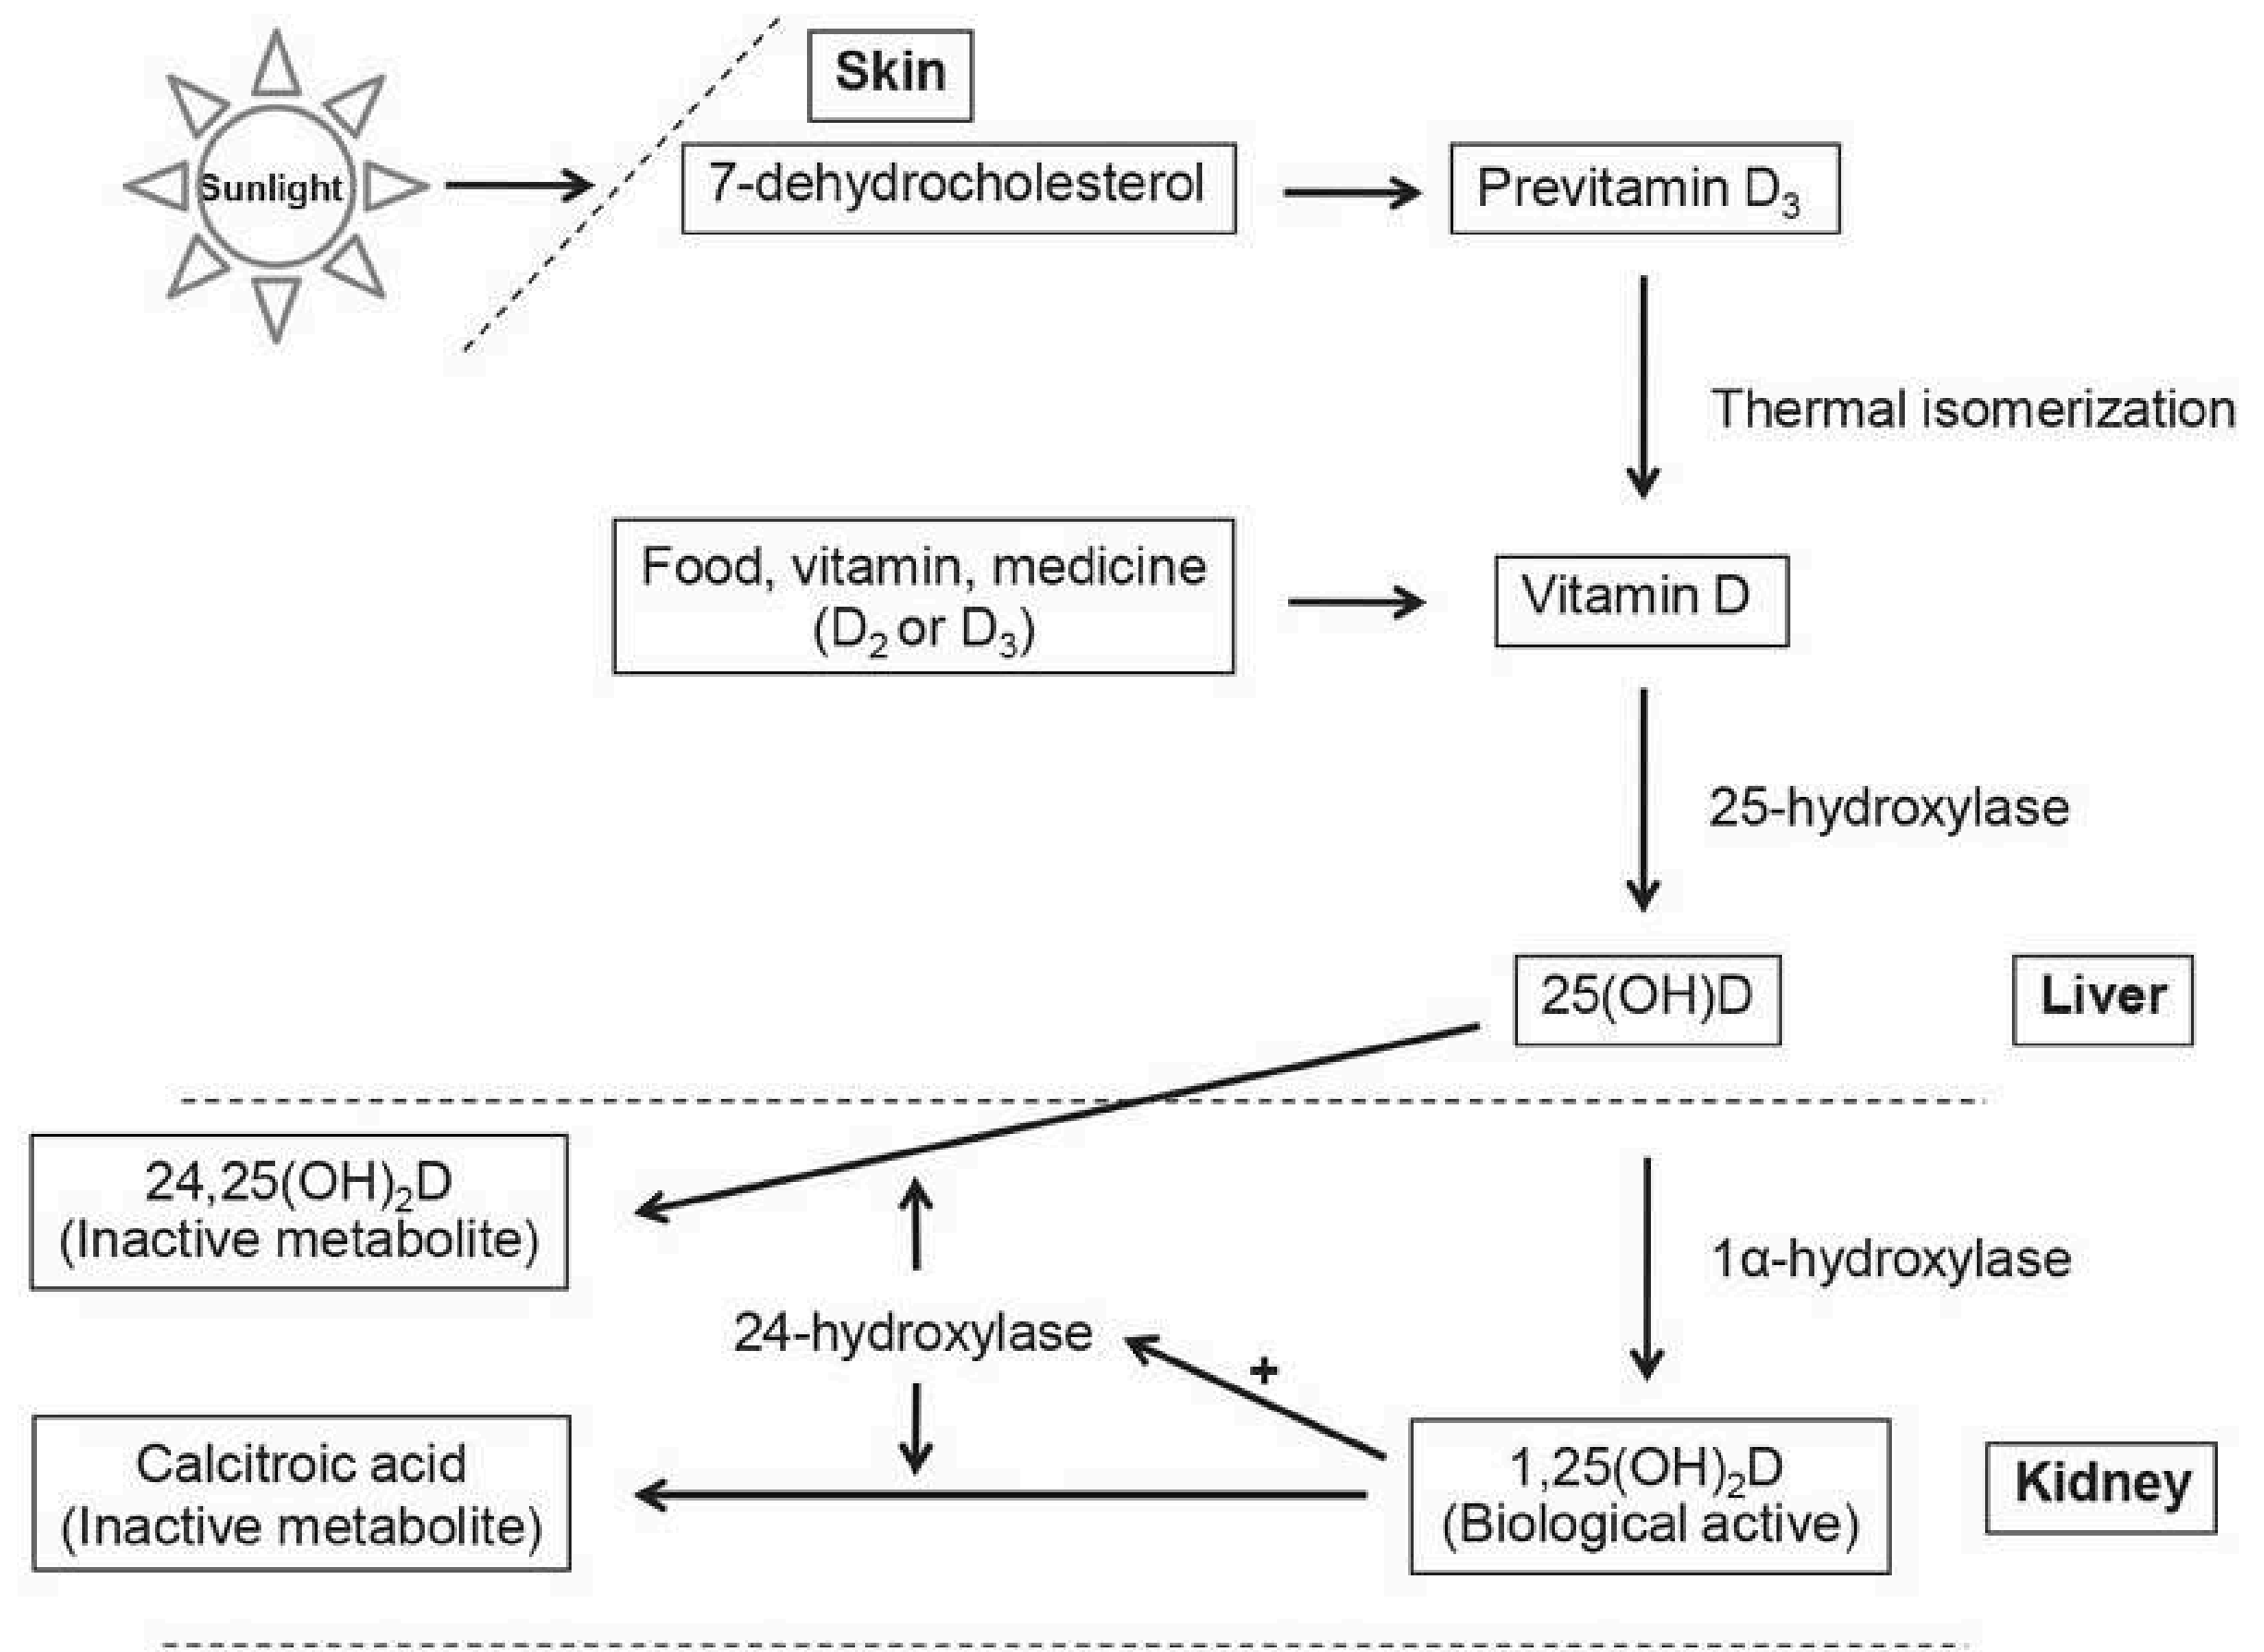 Skin
Sunlight
7-dehydrocholesterol
Previtamin D₃
Thermal isomerization
Food, vitamin, medicine
(D₂ or D₃)
Vitamin D
25-hydroxylase
25(OH)D
Liver
24,25(OH)₂D
(Inactive metabolite)
1α-hydroxylase
24-hydroxylase
+
Calcitroic acid
(Inactive metabolite)
1,25(OH)₂D
(Biological active)
Kidney